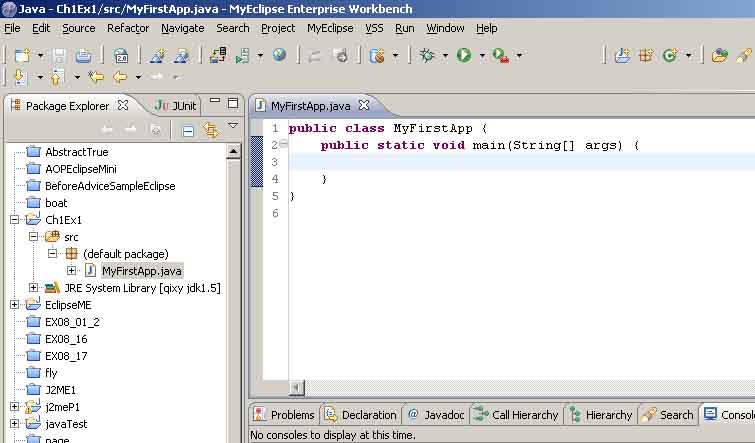 Java - Ch1Ex1/src/MyFirstApp.java - MyEclipse Enterprise Workbench
File Edit Source Refactor Navigate Search Project MyEclipse VSS Run Window Help
2.0
Package Explorer JUnit
MyFirstApp.java
AbstractTrue
AOPEclipseMini
BeforeAdviceSampleEclipse
boat
Ch1Ex1
src
(default package)
MyFirstApp.java
JRE System Library [qixy jdk1.5]
EclipseME
EX08_01_2
EX08_16
EX08_17
fly
J2ME1
j2meP1
javaTest
page
1 public class MyFirstApp {
2 public static void main(String[] args) {
3
4 }
5 }
6
Problems Declaration @ Javadoc Call Hierarchy Hierarchy Search Consol
No consoles to display at this time.